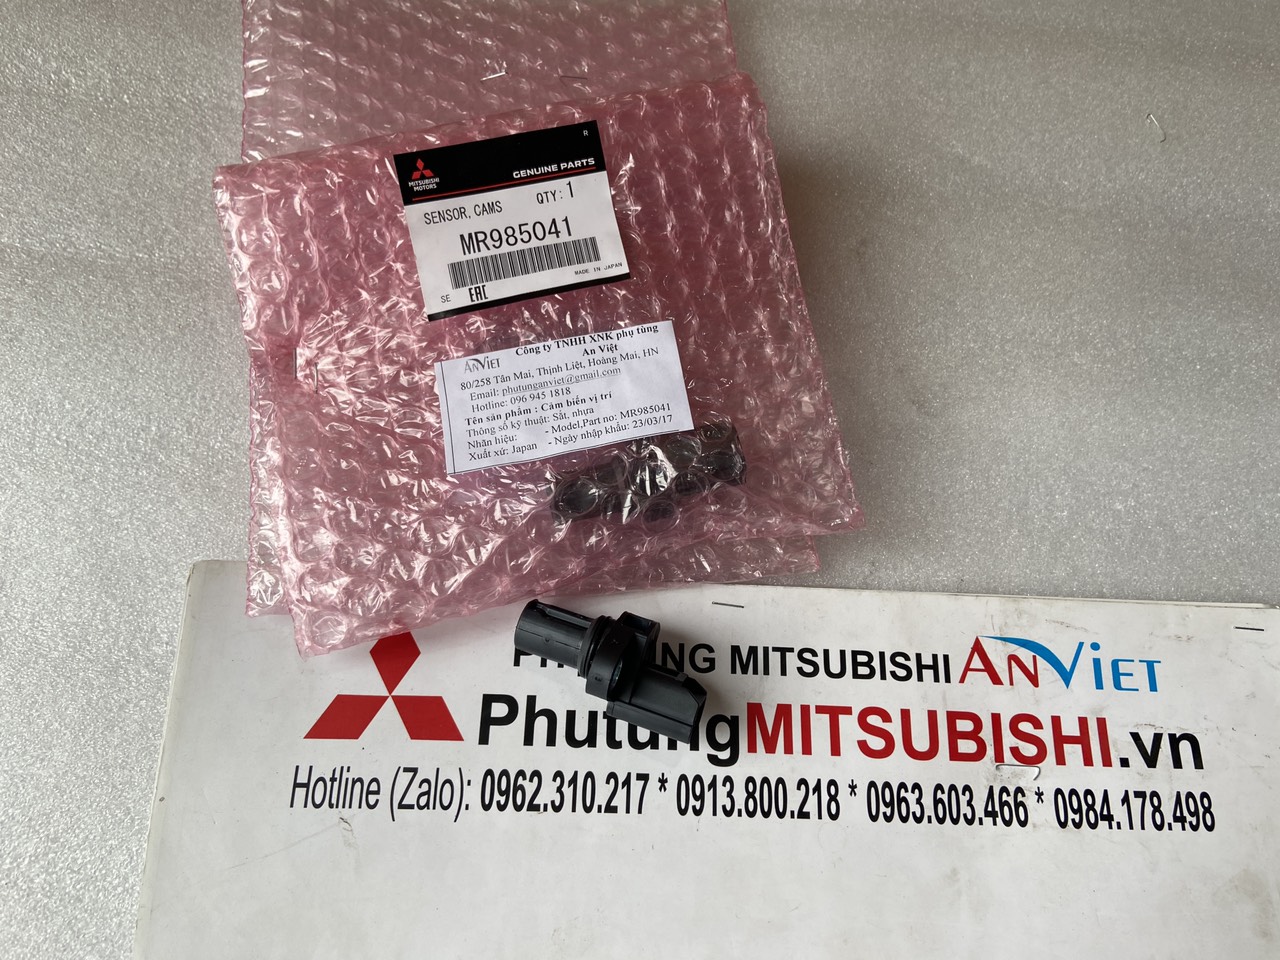 R
MITSUBISHI
MOTORS
GENUINE PARTS
SENSOR, CAMS QTY: 1
MR985041
MADE IN JAPAN
SE EAC
ANVIET
Công ty TNHH XNK phụ tùng
An Việt
80/258 Tân Mai, Thịnh Liệt, Hoàng Mai, HN
Email: phutunganviet@gmail.com
Hotline: 096 945 1818
Tên sản phẩm : Cảm biến vị trí
Thông số kỹ thuật: Sắt, nhựa
Nhãn hiệu: - Model,Part no: MR985041
Xuất xứ: Japan - Ngày nhập khẩu: 23/03/17
MITSUBISHI ANVIET
PhutungMITSUBISHI.vn
Hotline (Zalo): 0962.310.217 * 0913.800.218 * 0963.603.466 * 0984.178.498